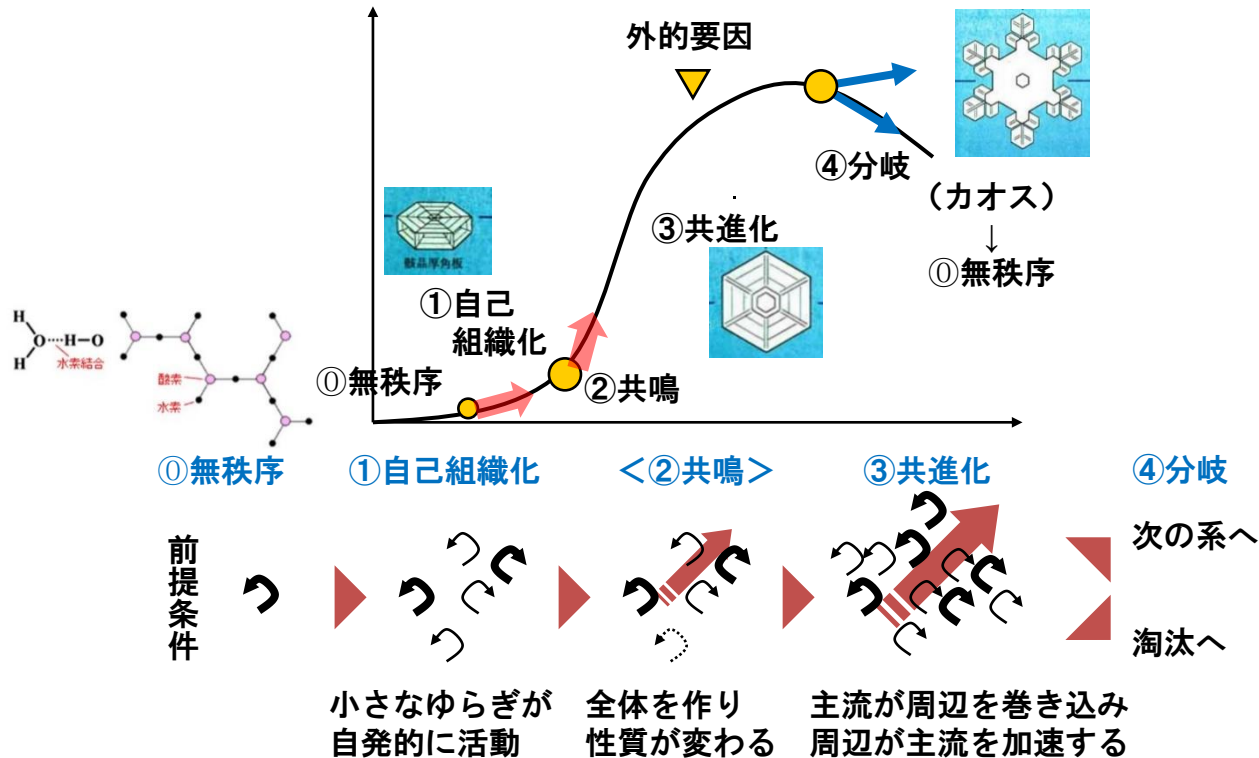 外的要因
④分岐
（カオス）
↓
⓪無秩序
③共進化
骸晶厚角板
①自己
組織化
⓪無秩序
②共鳴
H
O
H
H－O
水素結合
酸素
水素
⓪無秩序
①自己組織化
＜②共鳴＞
③共進化
④分岐
前提条件
次の系へ
淘汰へ
小さなゆらぎが
自発的に活動
全体を作り
性質が変わる
主流が周辺を巻き込み
周辺が主流を加速する